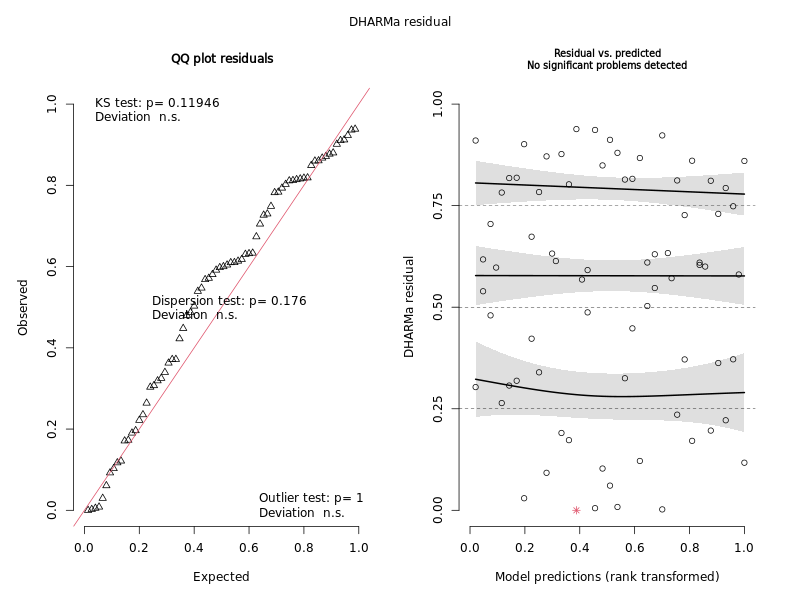 DHARMa residual
QQ plot residuals
KS test: p= 0.11946
Deviation  n.s.
Dispersion test: p= 0.176
Deviation  n.s.
Outlier test: p= 1
Deviation  n.s.
Observed
0.0 0.2 0.4 0.6 0.8 1.0
0.0 0.2 0.4 0.6 0.8 1.0
Expected
Residual vs. predicted
No significant problems detected
DHARMa residual
0.00 0.25 0.50 0.75 1.00
0.0 0.2 0.4 0.6 0.8 1.0
Model predictions (rank transformed)